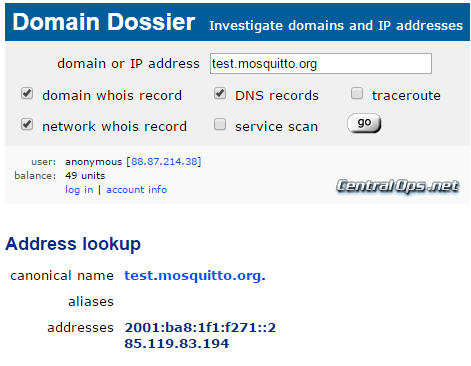 Domain Dossier Investigate domains and IP addresses
domain or IP address test.mosquitto.org
domain whois record DNS records traceroute
network whois record service scan go
user: anonymous [88.87.214.38]
balance: 49 units
log in | account info
CentralOps.net
Address lookup
canonical name test.mosquitto.org.
aliases
addresses 2001:ba8:1f1:f271::2
85.119.83.194